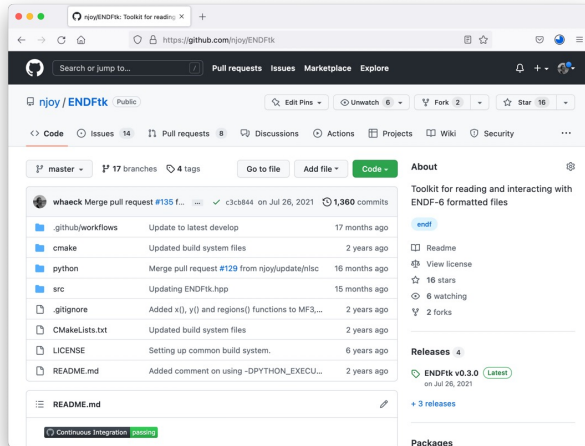 njoy/ENDFtk: Toolkit for reading
https://github.com/njoy/ENDFtk
Search or jump to... / Pull requests Issues Marketplace Explore
njoy / ENDFtk Public
Edit Pins Unwatch 6 Fork 2 Star 16
Code Issues 14 Pull requests 8 Discussions Actions Projects Wiki Security ...
master 17 branches 4 tags Go to file Add file Code
whaeck Merge pull request #135 f... ... c3cb844 on Jul 26, 2021 1,360 commits
.github/workflows Update to latest develop 17 months ago
cmake Updated build system files 2 years ago
python Merge pull request #129 from njoy/update/nlsc 16 months ago
src Updating ENDFtk.hpp 15 months ago
.gitignore Added x(), y() and regions() functions to MF3,... 2 years ago
CMakeLists.txt Updated build system files 2 years ago
LICENSE Setting up common build system. 6 years ago
README.md Added comment on using -DPYTHON_EXECU... 2 years ago
README.md
Continuous Integration passing
About
Toolkit for reading and interacting with
ENDF-6 formatted files
endf
Readme
View license
16 stars
6 watching
2 forks
Releases 4
ENDFtk v0.3.0 Latest
on Jul 26, 2021
+ 3 releases
Packages